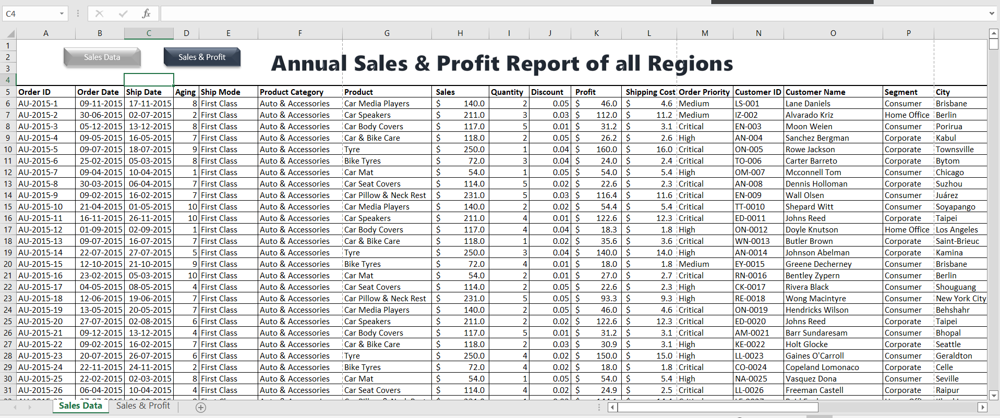 C4 fx
A B C D E F G H I J K L M N O P Q
1
2 Sales Data Sales & Profit Annual Sales & Profit Report of all Regions
3
4
5 Order ID Order Date Ship Date Aging Ship Mode Product Category Product Sales Quantity Discount Profit Shipping Cost Order Priority Customer ID Customer Name Segment City
6 AU-2015-1 09-11-2015 17-11-2015 8 First Class Auto & Accessories Car Media Players $ 140.0 2 0.05 $ 46.0 $ 4.6 Medium LS-001 Lane Daniels Consumer Brisbane
7 AU-2015-2 30-06-2015 02-07-2015 2 First Class Auto & Accessories Car Speakers $ 211.0 3 0.03 $ 112.0 $ 11.2 Medium IZ-002 Alvarado Kriz Home Office Berlin
8 AU-2015-3 05-12-2015 13-12-2015 8 First Class Auto & Accessories Car Body Covers $ 117.0 5 0.01 $ 31.2 $ 3.1 Critical EN-003 Moon Weien Consumer Porirua
9 AU-2015-4 09-05-2015 16-05-2015 7 First Class Auto & Accessories Car & Bike Care $ 118.0 2 0.05 $ 26.2 $ 2.6 High AN-004 Sanchez Bergman Corporate Kabul
10 AU-2015-5 09-07-2015 18-07-2015 9 First Class Auto & Accessories Tyre $ 250.0 1 0.04 $ 160.0 $ 16.0 Critical ON-005 Rowe Jackson Corporate Townsville
11 AU-2015-6 25-02-2015 05-03-2015 8 First Class Auto & Accessories Bike Tyres $ 72.0 3 0.04 $ 24.0 $ 2.4 Critical TO-006 Carter Barreto Corporate Bytom
12 AU-2015-7 09-04-2015 10-04-2015 1 First Class Auto & Accessories Car Mat $ 54.0 1 0.05 $ 54.0 $ 5.4 High OM-007 Mcconnell Tom Consumer Chicago
13 AU-2015-8 30-03-2015 06-04-2015 7 First Class Auto & Accessories Car Seat Covers $ 114.0 5 0.02 $ 22.6 $ 2.3 Critical AN-008 Dennis Holloman Corporate Suzhou
14 AU-2015-9 09-02-2015 16-02-2015 7 First Class Auto & Accessories Car Pillow & Neck Rest $ 231.0 5 0.03 $ 116.4 $ 11.6 Critical EN-009 Wall Olsen Consumer Juárez
15 AU-2015-10 21-04-2015 01-05-2015 10 First Class Auto & Accessories Car Media Players $ 140.0 2 0.02 $ 54.4 $ 5.4 Critical TT-0010 Shepard Witt Consumer Soyapango
16 AU-2015-11 16-11-2015 26-11-2015 10 First Class Auto & Accessories Car Speakers $ 211.0 4 0.01 $ 122.6 $ 12.3 Critical ED-0011 Johns Reed Corporate Taipei
17 AU-2015-12 01-09-2015 02-09-2015 1 First Class Auto & Accessories Car Body Covers $ 117.0 4 0.04 $ 18.3 $ 1.8 High ON-0012 Doyle Knutson Home Office Los Angeles
18 AU-2015-13 09-07-2015 16-07-2015 7 First Class Auto & Accessories Car & Bike Care $ 118.0 1 0.02 $ 35.6 $ 3.6 Critical WN-0013 Butler Brown Corporate Saint-Brieuc
19 AU-2015-14 22-07-2015 27-07-2015 5 First Class Auto & Accessories Tyre $ 250.0 3 0.04 $ 140.0 $ 14.0 High AN-0014 Johnson Abelman Corporate Kamina
20 AU-2015-15 12-10-2015 21-10-2015 9 First Class Auto & Accessories Bike Tyres $ 72.0 4 0.01 $ 18.0 $ 1.8 Medium EY-0015 Greene Decherney Consumer Brisbane
21 AU-2015-16 23-02-2015 05-03-2015 10 First Class Auto & Accessories Car Mat $ 54.0 2 0.01 $ 27.0 $ 2.7 Critical RN-0016 Bentley Zypern Consumer Berlin
22 AU-2015-17 04-05-2015 08-05-2015 4 First Class Auto & Accessories Car Seat Covers $ 114.0 2 0.05 $ 22.6 $ 2.3 High CK-0017 Rivera Black Consumer Shouguang
23 AU-2015-18 12-06-2015 19-06-2015 7 First Class Auto & Accessories Car Pillow & Neck Rest $ 231.0 5 0.05 $ 93.3 $ 9.3 High RE-0018 Wong Macintyre Consumer New York City
24 AU-2015-19 13-05-2015 20-05-2015 7 First Class Auto & Accessories Car Media Players $ 140.0 2 0.05 $ 46.0 $ 4.6 Critical ON-0019 Hendricks Wilson Consumer Behshahr
25 AU-2015-20 27-07-2015 02-08-2015 6 First Class Auto & Accessories Car Speakers $ 211.0 2 0.02 $ 122.6 $ 12.3 Critical ED-0020 Johns Reed Corporate Taipei
26 AU-2015-21 09-12-2015 13-12-2015 4 First Class Auto & Accessories Car Body Covers $ 117.0 5 0.01 $ 31.2 $ 3.1 Critical AM-0021 Barr Sundaresam Consumer Bhopal
27 AU-2015-22 09-02-2015 16-02-2015 7 First Class Auto & Accessories Car & Bike Care $ 118.0 2 0.03 $ 30.9 $ 3.1 High KE-0022 Holt Glocke Corporate Seattle
28 AU-2015-23 20-07-2015 26-07-2015 6 First Class Auto & Accessories Tyre $ 250.0 4 0.02 $ 150.0 $ 15.0 High LL-0023 Gaines O'Carroll Consumer Geraldton
29 AU-2015-24 22-11-2015 24-11-2015 2 First Class Auto & Accessories Bike Tyres $ 72.0 4 0.02 $ 18.0 $ 1.8 Critical CO-0024 Copeland Lomonaco Corporate Celle
30 AU-2015-25 22-02-2015 02-03-2015 8 First Class Auto & Accessories Car Mat $ 54.0 1 0.05 $ 54.0 $ 5.4 High NA-0025 Vasquez Dona Consumer Seville
31 AU-2015-26 06-04-2015 10-04-2015 4 First Class Auto & Accessories Car Seat Covers $ 114.0 4 0.02 $ 24.9 $ 2.5 Critical LL-0026 Freeman Castell Corporate Raipur
Sales Data Sales & Profit